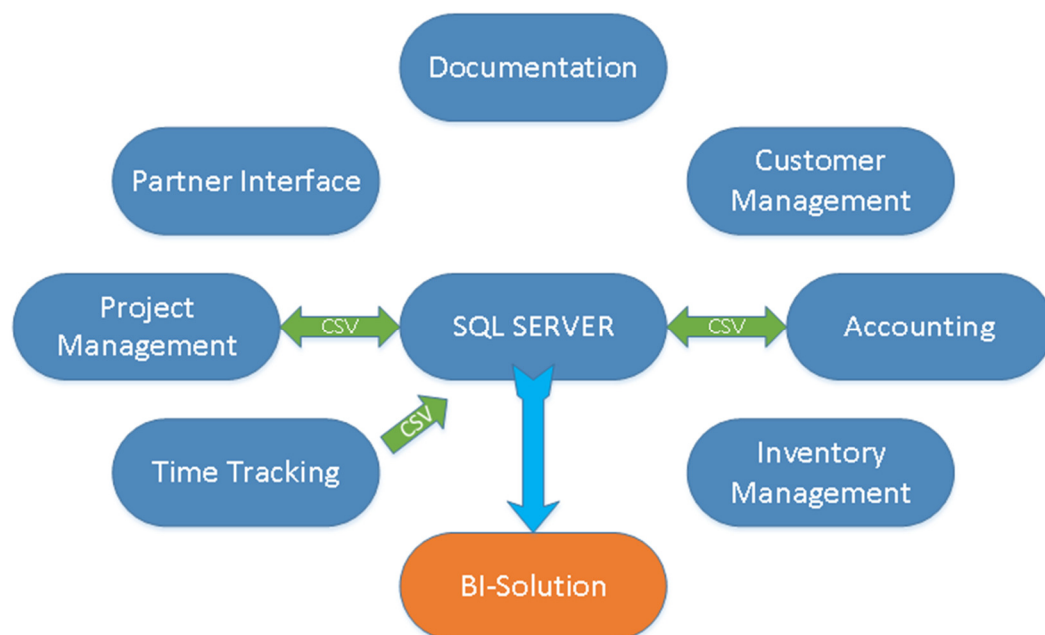 Documentation
Partner Interface
Customer
Management
Project
Management
CSV
SQL SERVER
CSV
Accounting
CSV
Time Tracking
Inventory
Management
BI-Solution